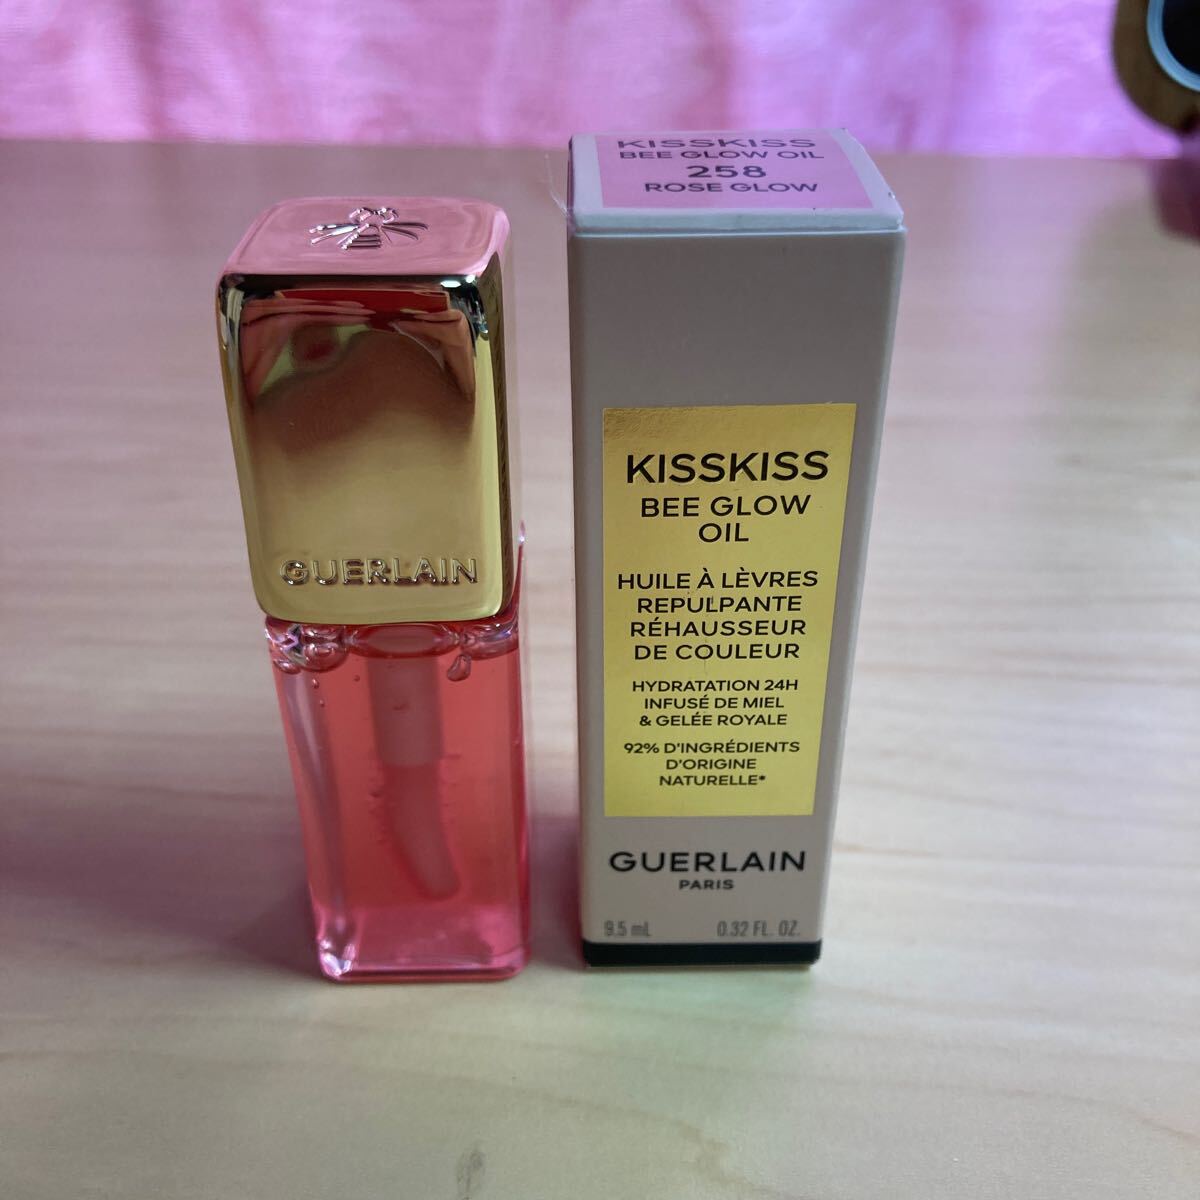 KISSKISS
BEE GLOW OIL
258
ROSE GLOW
GUERLAIN
KISSKISS
BEE GLOW
OIL
HUILE À LÈVRES
REPULPANTE
RÉHAUSSEUR
DE COULEUR
HYDRATATION 24H
INFUSÉ DE MIEL
& GELÉE ROYALE
92% D'INGRÉDIENTS
D'ORIGINE
NATURELLE*
GUERLAIN
PARIS
9.5 mL 0.32 FL. OZ.